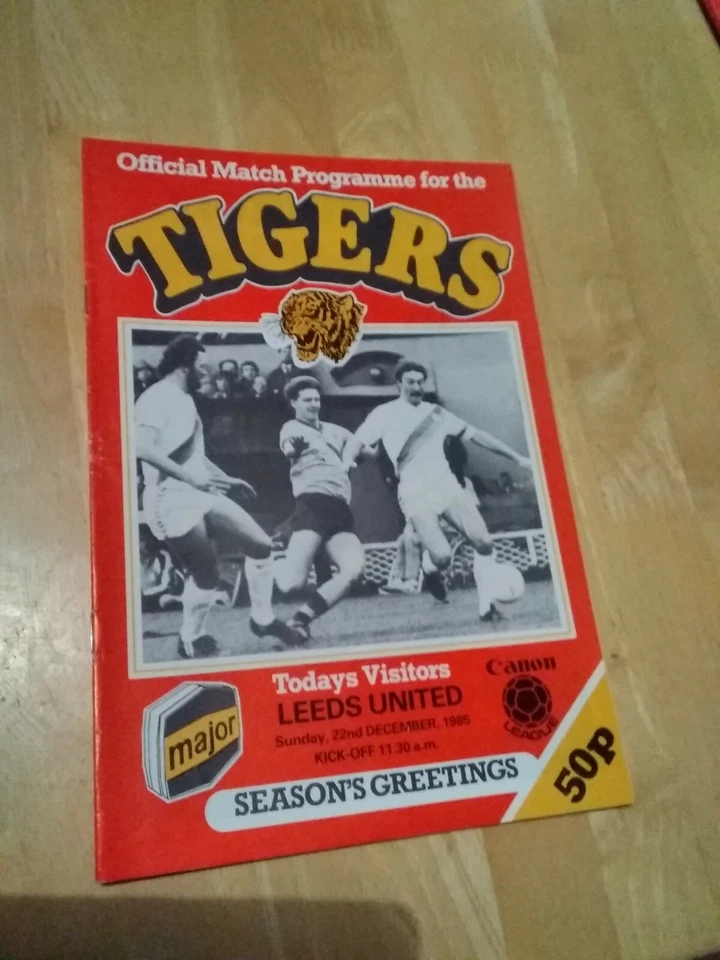 Official Match Programme for the
TIGERS
Todays Visitors
LEEDS UNITED
Sunday, 22nd DECEMBER, 1985
KICK-OFF 11.30 a.m.
SEASON'S GREETINGS
major
Canon
LEAGUE
50p